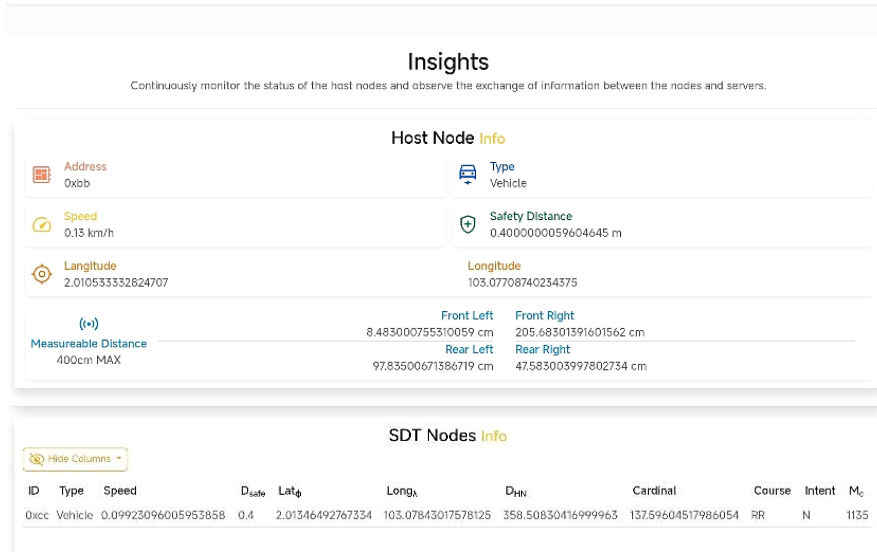 Insights
Continuously monitor the status of the host nodes and observe the exchange of information between the nodes and servers.
Host Node Info
Address
0xbb
Type
Vehicle
Speed
0.13 km/h
Safety Distance
0.4000000059604645 m
Langitude
2.010533332824707
Longitude
103.07708740234375
Measureable Distance
400cm MAX
Front Left
8.483000755310059 cm
Front Right
205.68301391601562 cm
Rear Left
97.83500671386719 cm
Rear Right
47.583003997802734 cm
SDT Nodes Info
Hide Columns
ID Type Speed Dsafe Latϕ Longλ DHN Cardinal Course Intent Mc
0xcc Vehicle 0.09923096005953858 0.4 2.01346492767334 103.07843017578125 358.50830416999963 137.59604517986054 RR N 1135